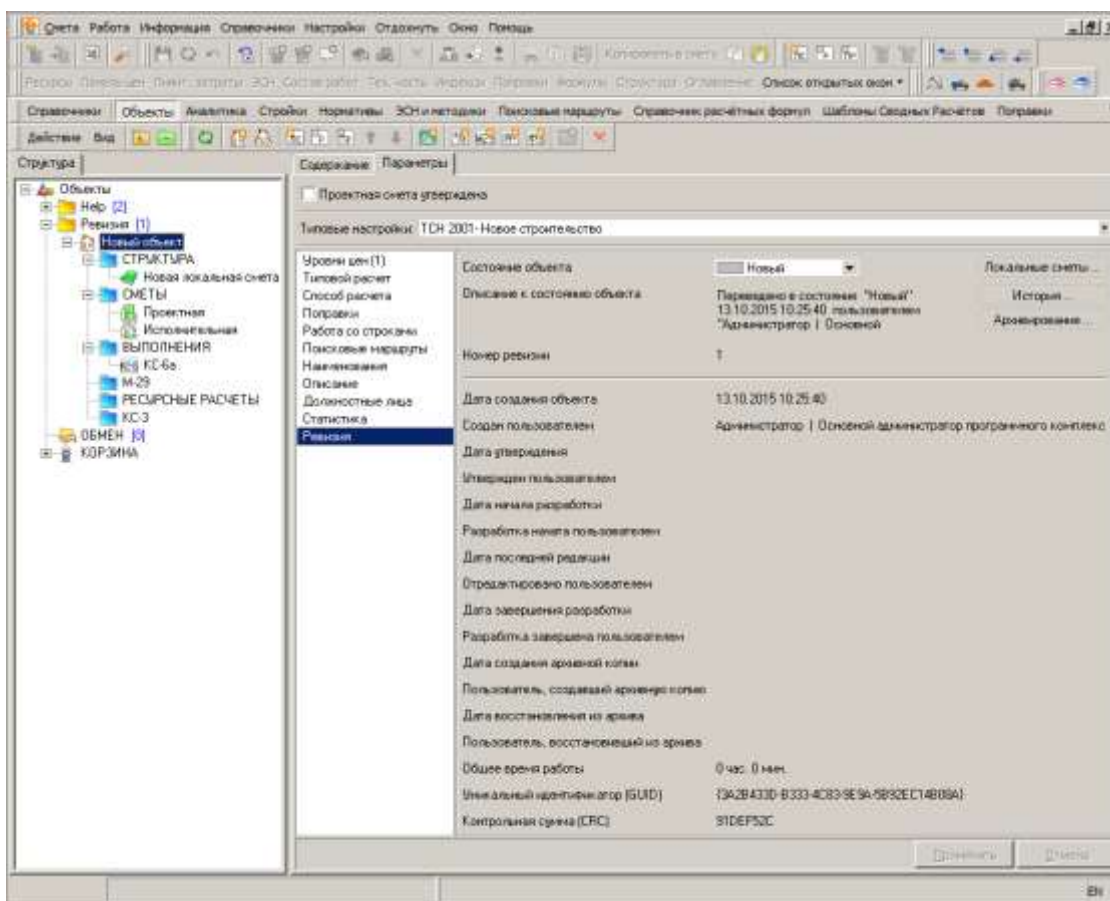 Смета Работа Информация Справочники Настройки Отдохнуть Окно Помощь
Список открытых окон
Справочники Объекты Аналитика Стройки Нормативы ЭСН и методики Поисковые маршруты Справочник расчётных формул Шаблоны Сводных Расчётов Поправки
Действие Вид
Структура
Содержание Параметры
Объекты
Help [2]
Ревизия [1]
Новый объект
СТРУКТУРА
Новая локальная смета
СМЕТЫ
Проектная
Исполнительная
ВЫПОЛНЕНИЯ
КС-6а
М-29
РЕСУРСНЫЕ РАСЧЕТЫ
КС-3
ОБМЕН [0]
КОРЗИНА
Проектная смета утверждена
Типовые настройки: ТСН 2001- Новое строительство
Уровни цен (1)
Типовой расчет
Способ расчета
Поправки
Работа со строками
Поисковые маршруты
Наименования
Описание
Должностные лица
Статистика
Ревизия
Состояние объекта Новый Локальные сметы ...
Описание к состоянию объекта Переведено в состояние "Новый" История ...
13.10.2015 10:25:40 пользователем Архивирование ...
"Администратор | Основной
Номер ревизии 1
Дата создания объекта 13.10.2015 10:25:40
Создан пользователем Администратор | Основной администратор программного комплекс
Дата утверждения
Утвержден пользователем
Дата начала разработки
Разработка начата пользователем
Дата последней редакции
Отредактировано пользователем
Дата завершения разработки
Разработка завершена пользователем
Дата создания архивной копии
Пользователь, создавший архивную копию
Дата восстановления из архива
Пользователь, восстановивший из архива
Общее время работы 0 час. 0 мин.
Уникальный идентификатор (GUID) {3A2B433D-B333-4C83-9E9A-5B92EC14B08A}
Контрольная сумма (CRC) 91DEF52C
Применить Отмена
EN